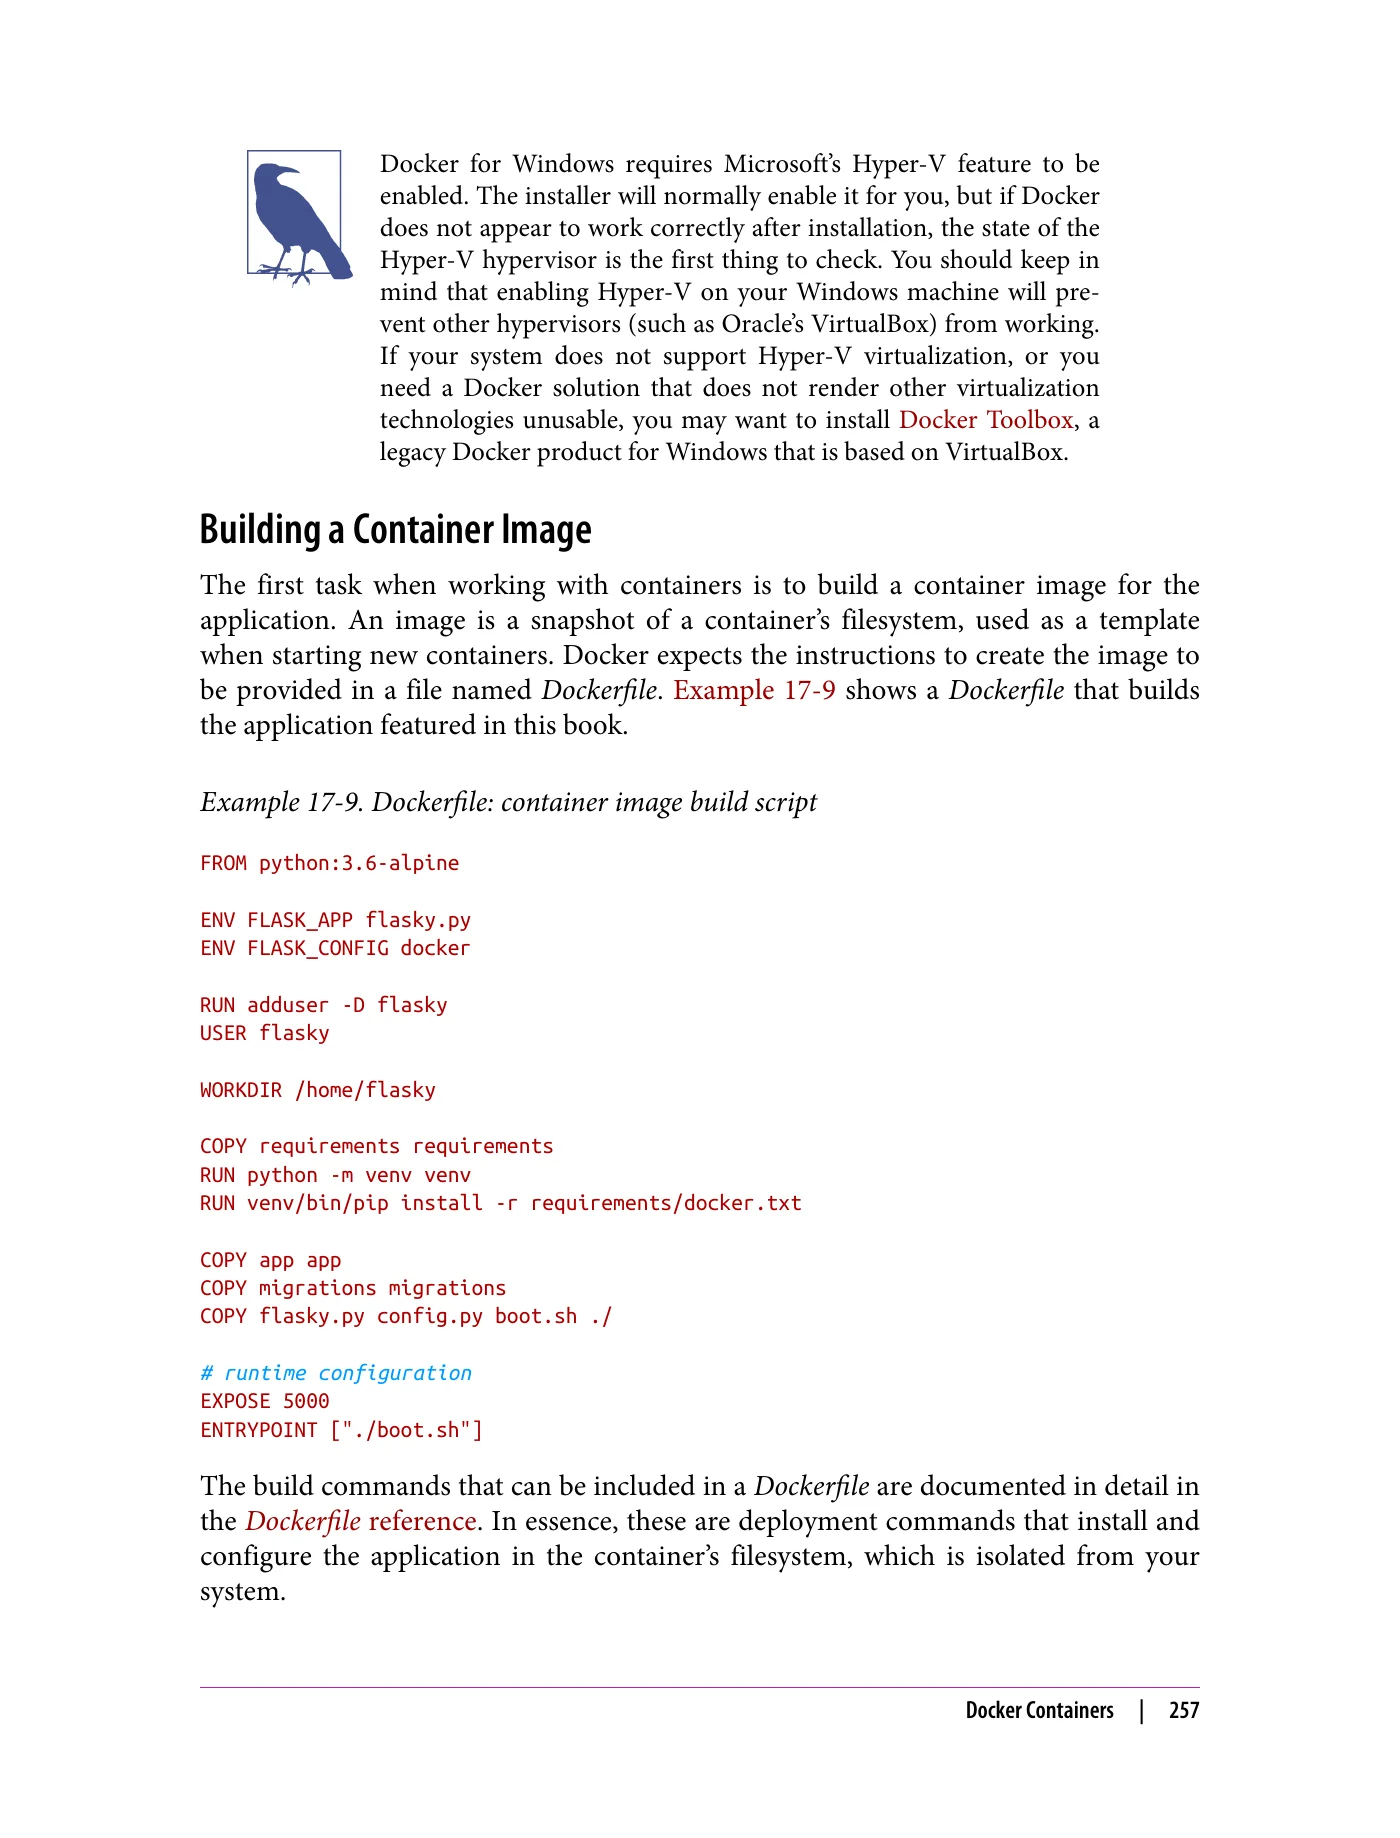 Docker for Windows requires Microsoft’s Hyper-V feature to be
enabled. The installer will normally enable it for you, but if Docker
does not appear to work correctly after installation, the state of the
Hyper-V hypervisor is the first thing to check. You should keep in
mind that enabling Hyper-V on your Windows machine will pre-
vent other hypervisors (such as Oracle’s VirtualBox) from working.
If your system does not support Hyper-V virtualization, or you
need a Docker solution that does not render other virtualization
technologies unusable, you may want to install Docker Toolbox, a
legacy Docker product for Windows that is based on VirtualBox.
Building a Container Image
The first task when working with containers is to build a container image for the
application. An image is a snapshot of a container’s filesystem, used as a template
when starting new containers. Docker expects the instructions to create the image to
be provided in a file named Dockerfile. Example 17-9 shows a Dockerfile that builds
the application featured in this book.
Example 17-9. Dockerfile: container image build script
FROM python:3.6-alpine
ENV FLASK_APP flasky.py
ENV FLASK_CONFIG docker
RUN adduser -D flasky
USER flasky
WORKDIR /home/flasky
COPY requirements requirements
RUN python -m venv venv
RUN venv/bin/pip install -r requirements/docker.txt
COPY app app
COPY migrations migrations
COPY flasky.py config.py boot.sh ./
# runtime configuration
EXPOSE 5000
ENTRYPOINT ["./boot.sh"]
The build commands that can be included in a Dockerfile are documented in detail in
the Dockerfile reference. In essence, these are deployment commands that install and
configure the application in the container’s filesystem, which is isolated from your
system.
Docker Containers | 257